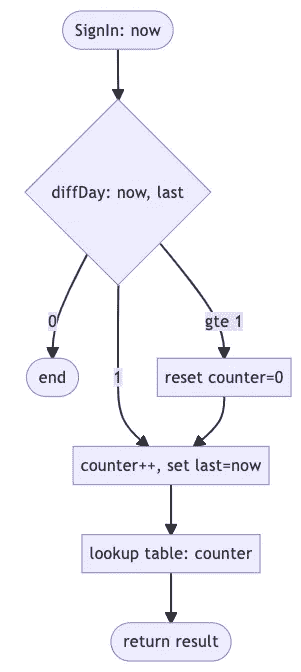 SignIn: now
diffDay: now, last
0
1
gte 1
end
reset counter=0
counter++, set last=now
lookup table: counter
return result